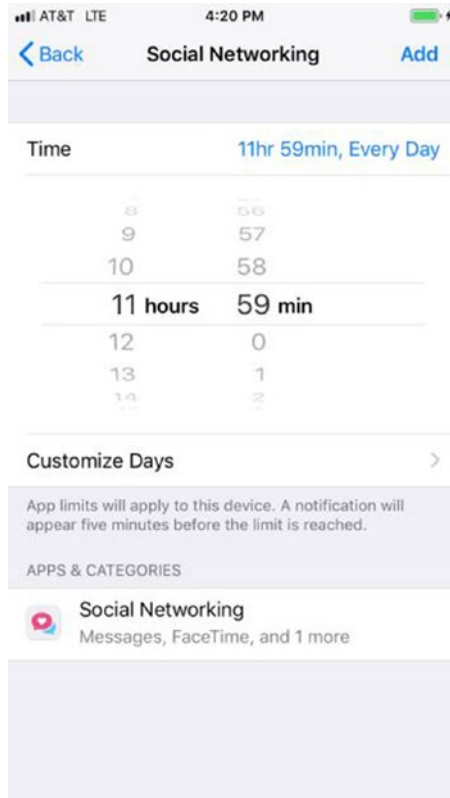 AT&T LTE 4:20 PM
Back Social Networking Add
Time 11hr 59min, Every Day
8 56
9 57
10 58
11 hours 59 min
12 0
13 1
14 2
Customize Days
App limits will apply to this device. A notification will
appear five minutes before the limit is reached.
APPS & CATEGORIES
Social Networking
Messages, FaceTime, and 1 more